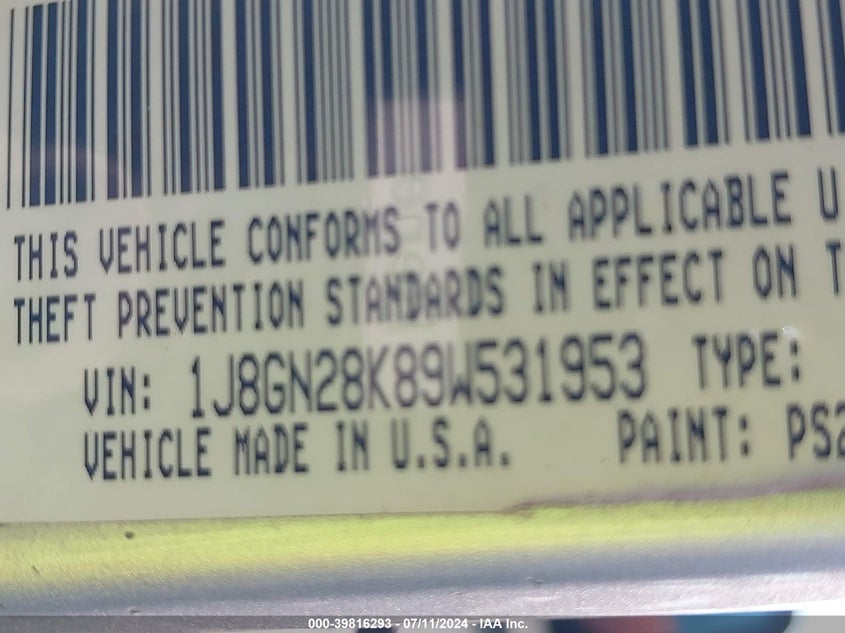 THIS VEHICLE CONFORMS TO ALL APPLICABLE U
THEFT PREVENTION STANDARDS IN EFFECT ON T
VIN: 1J8GN28K89W531953 TYPE:
VEHICLE MADE IN U.S.A. PAINT: PS2
000-39816293 - 07/11/2024 - IAA Inc.